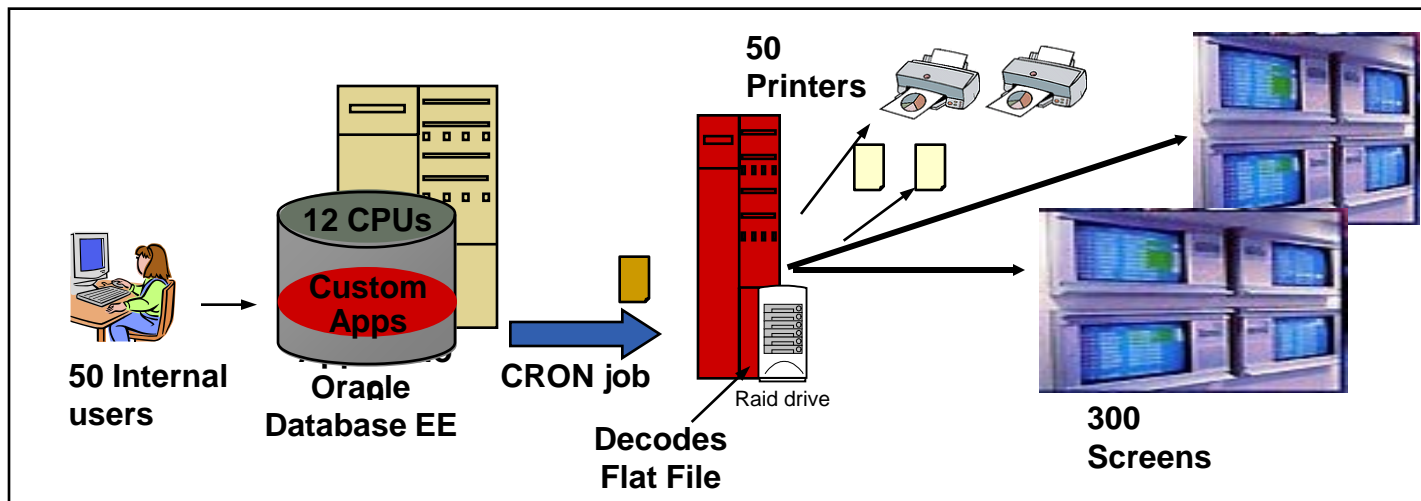 50
Printers
12 CPUs
Custom
Apps
50 Internal
users
Oracle
Database EE
CRON job
Raid drive
Decodes
Flat File
300
Screens